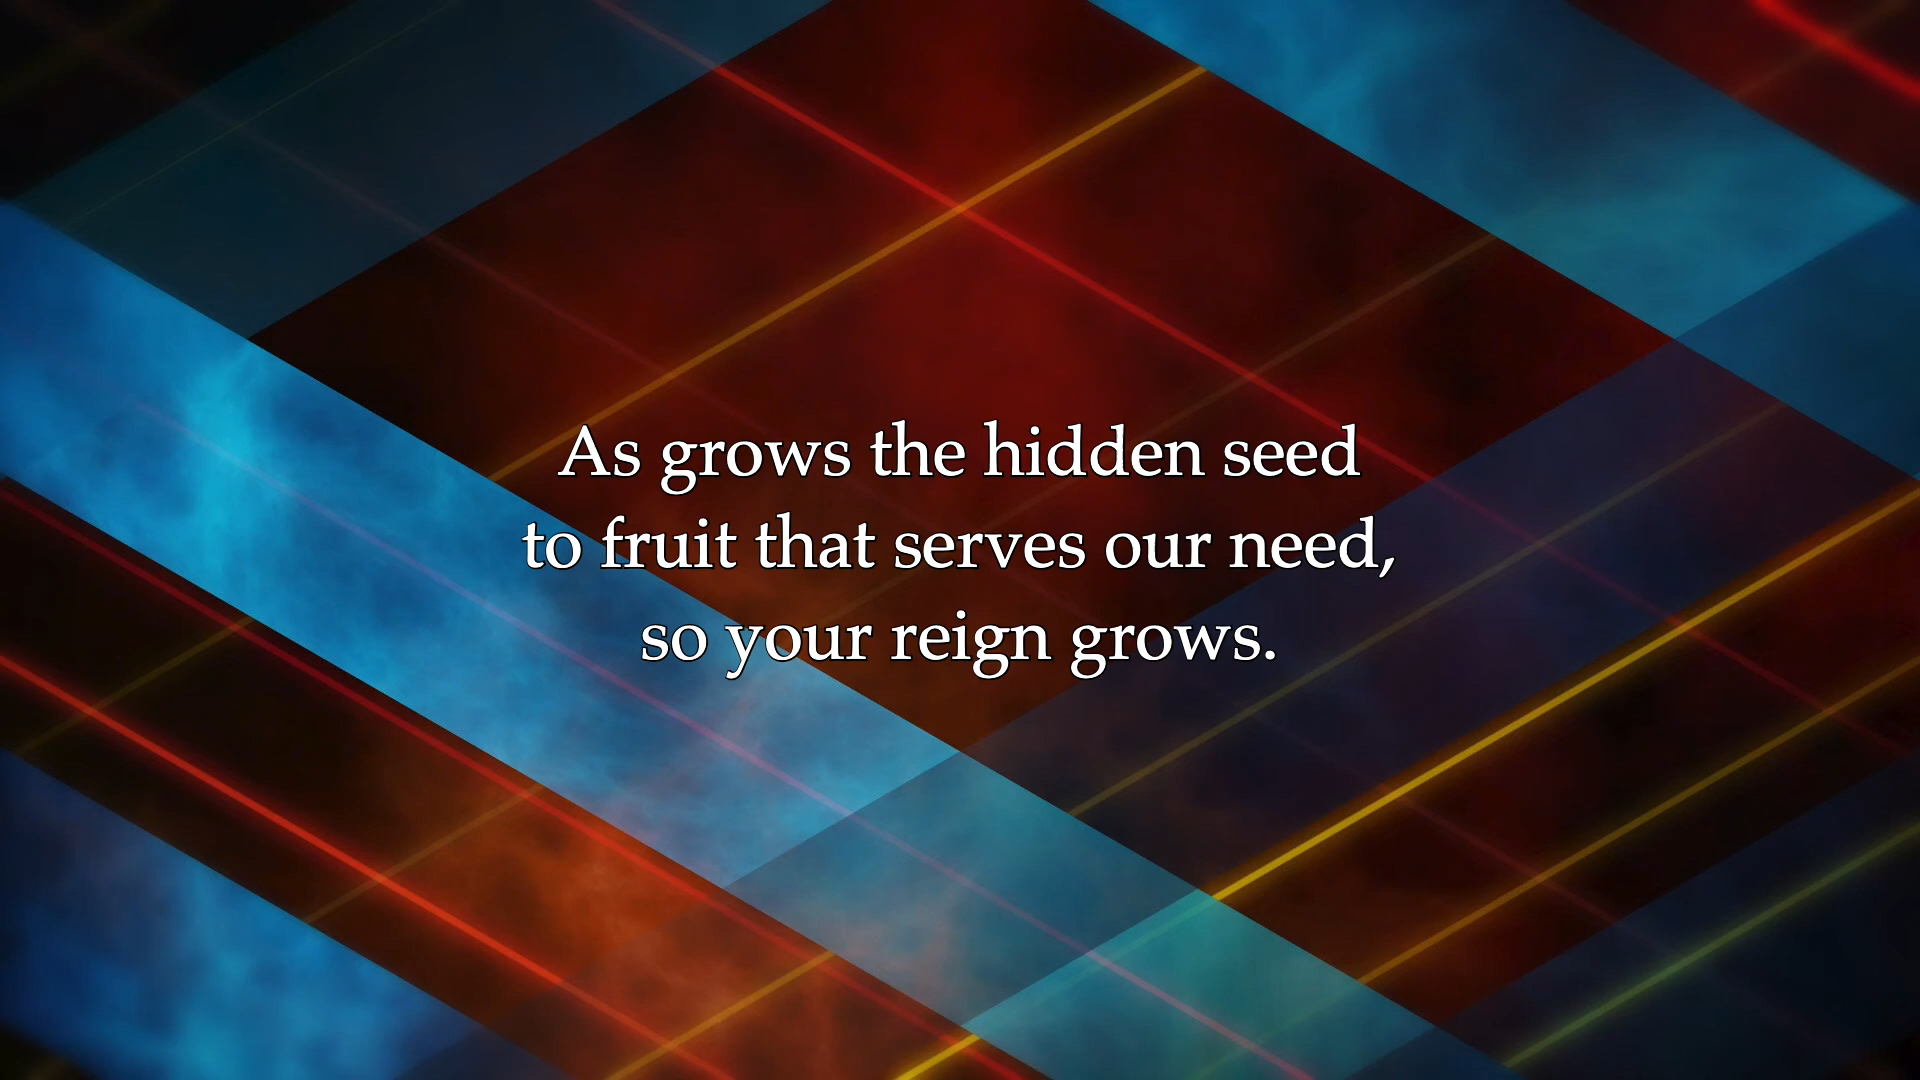 As grows the hidden seed
to fruit that serves our need,
so your reign grows.